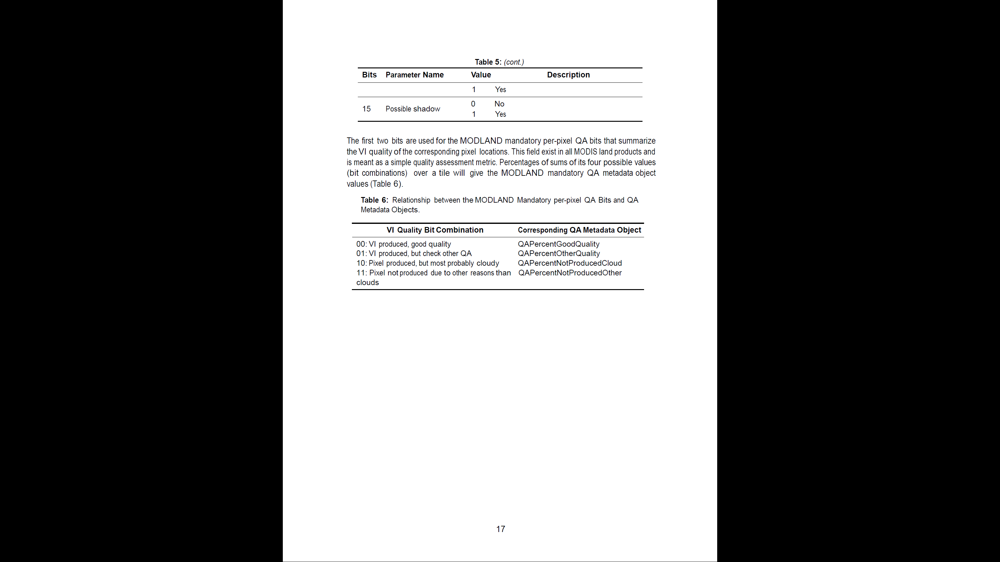 Table 5: (cont.)
Bits Parameter Name Value Description
1 Yes
15 Possible shadow 0 No
1 Yes
The first two bits are used for the MODLAND mandatory per-pixel QA bits that summarize
the VI quality of the corresponding pixel locations. This field exist in all MODIS land products and
is meant as a simple quality assessment metric. Percentages of sums of its four possible values
(bit combinations) over a tile will give the MODLAND mandatory QA metadata object
values (Table 6).
Table 6: Relationship between the MODLAND Mandatory per-pixel QA Bits and QA
Metadata Objects.
VI Quality Bit Combination Corresponding QA Metadata Object
00: VI produced, good quality QAPercentGoodQuality
01: VI produced, but check other QA QAPercentOtherQuality
10: Pixel produced, but most probably cloudy QAPercentNotProducedCloud
11: Pixel not produced due to other reasons than QAPercentNotProducedOther
clouds
17